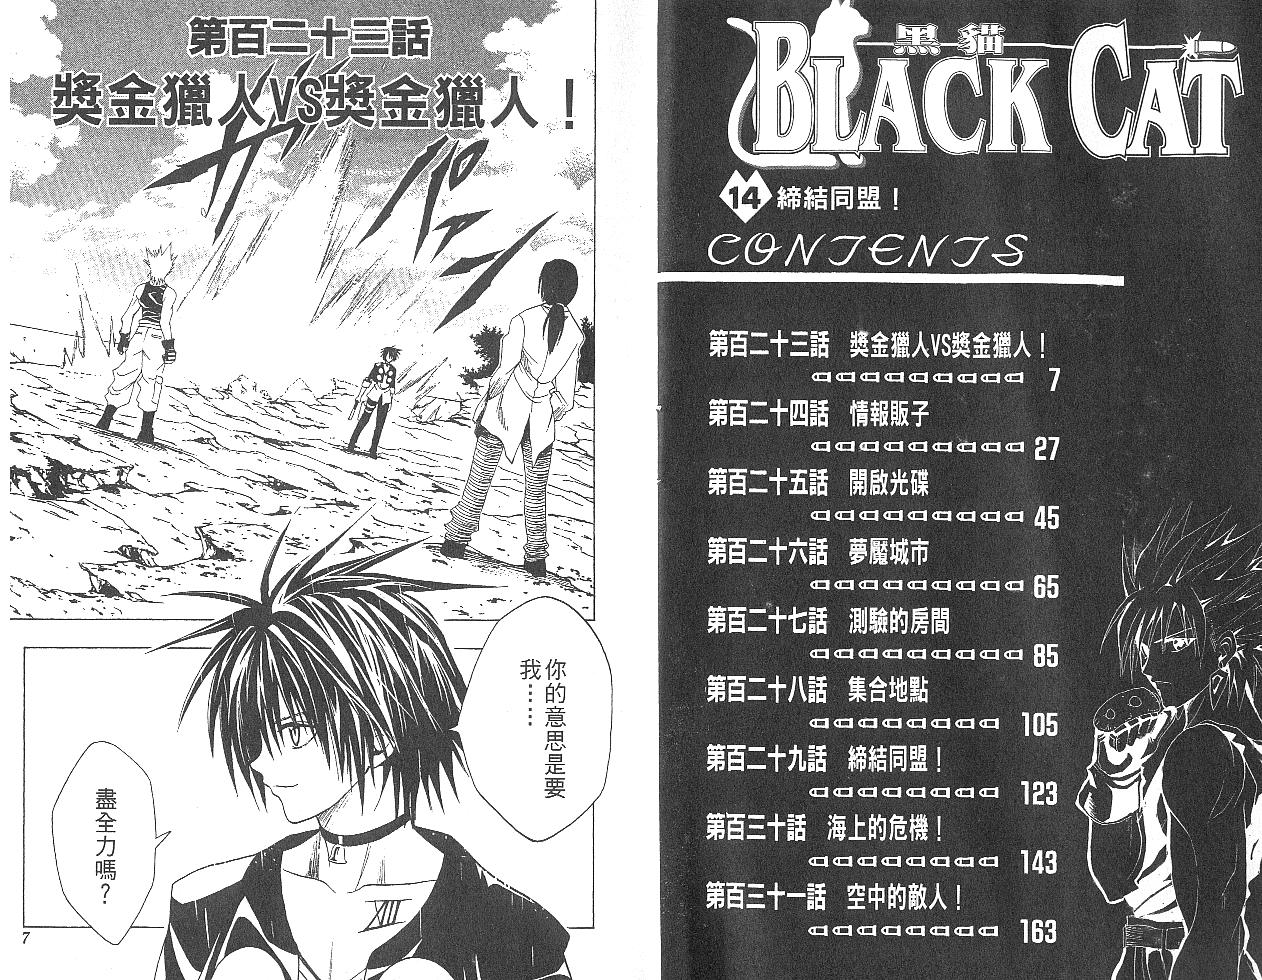 黑貓
BLACK CAT
14 締結同盟！
CONTENTS
第百二十三話 獎金獵人VS獎金獵人！
7
第百二十四話 情報販子
27
第百二十五話 開啟光碟
45
第百二十六話 夢魘城市
65
第百二十七話 測驗的房間
85
第百二十八話 集合地點
105
第百二十九話 締結同盟！
123
第百三十話 海上的危機！
143
第百三十一話 空中的敵人！
163
第百二十三話
獎金獵人VS獎金獵人！
ガ
パァン
你的意思是要
我……
盡全力嗎？
XIII
7